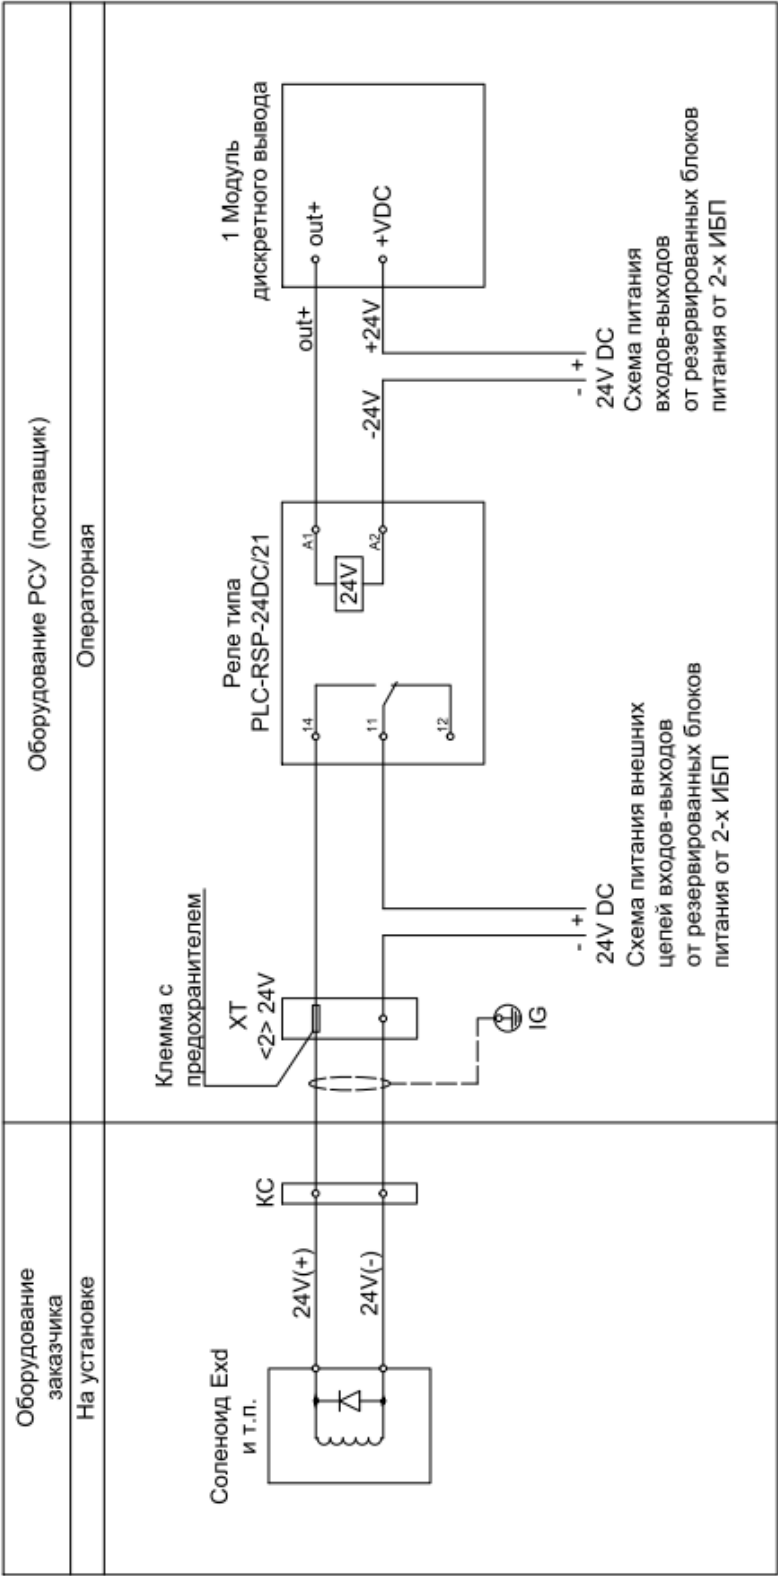 Оборудование
заказчика
Оборудование РСУ (поставщик)
На установке
Операторная
Соленоид Exd
и т.п.
24V(+)
24V(-)
КС
Клемма с
предохранителем
XT
<2> 24V
IG
- +
24V DC
Схема питания внешних
цепей входов-выходов
от резервированных блоков
питания от 2-х ИБП
Реле типа
PLC-RSP-24DC/21
14
11
12
A1
A2
24V
out+
-24V
+24V
- +
24V DC
Схема питания
входов-выходов
от резервированных блоков
питания от 2-х ИБП
1 Модуль
дискретного вывода
out+
+VDC